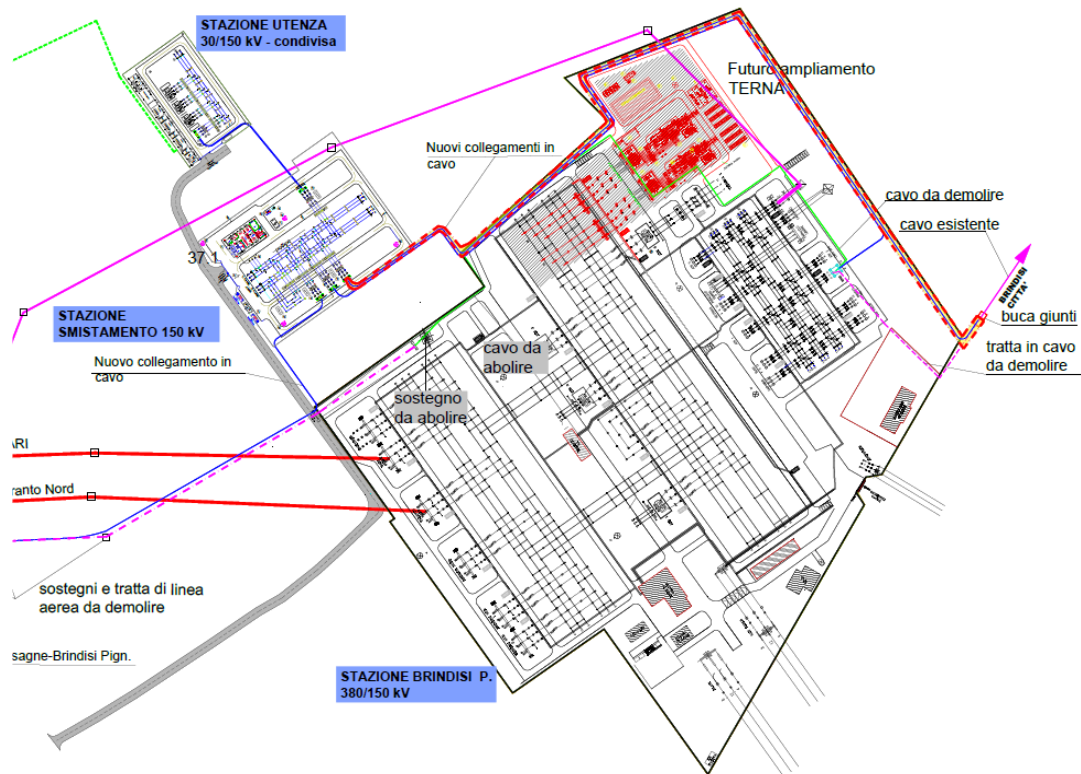 STAZIONE UTENZA
30/150 kV - condivisa
Futuro ampliamento
TERNA
Nuovi collegamenti in
cavo
cavo da demolire
cavo esistente
37.1
BRINDISI
CITTA'
STAZIONE
SMISTAMENTO 150 kV
buca giunti
tratta in cavo
da demolire
Nuovo collegamento in
cavo
cavo da
abolire
sostegno
da abolire
ARI
ranto Nord
sostegni e tratta di linea
aerea da demolire
sagne-Brindisi Pign.
STAZIONE BRINDISI P.
380/150 kV